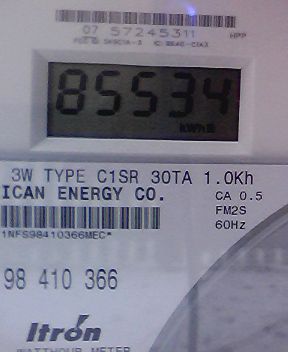 07 57245311 MPP
85534
kWh
3W TYPE C1SR 30TA 1.0Kh
ICAN ENERGY CO. CA 0.5
FM2S
60Hz
1NFS98410366MEC*
98 410 366
Itron
WATTHOUR METER